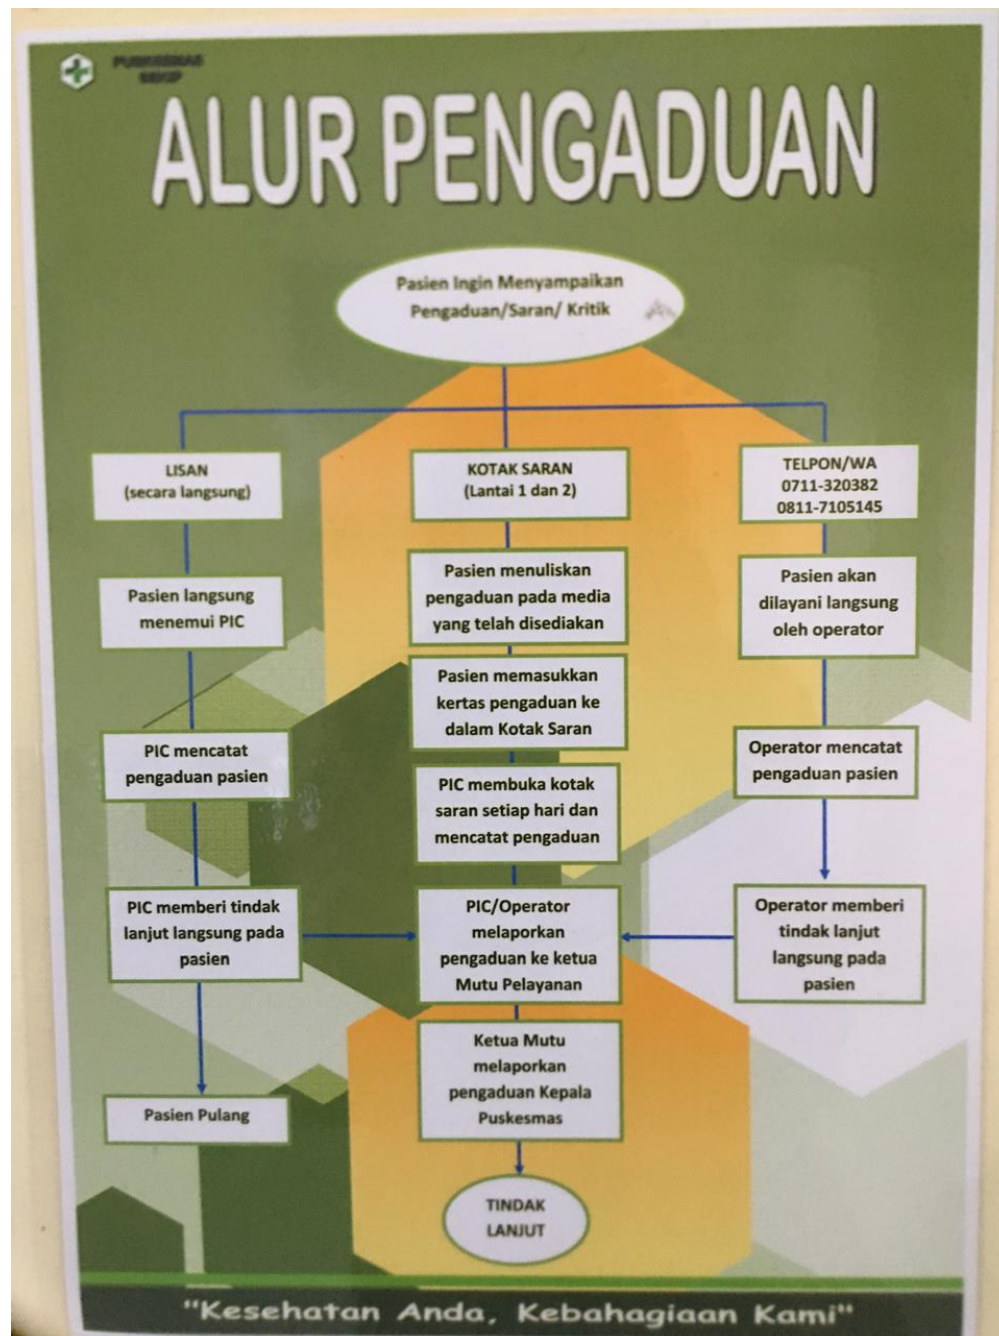 PUSKESMAS
SEKIP
ALUR PENGADUAN
Pasien Ingin Menyampaikan
Pengaduan/Saran/ Kritik
LISAN
(secara langsung)
Pasien langsung
menemui PIC
PIC mencatat
pengaduan pasien
PIC memberi tindak
lanjut langsung pada
pasien
Pasien Pulang
KOTAK SARAN
(Lantai 1 dan 2)
Pasien menuliskan
pengaduan pada media
yang telah disediakan
Pasien memasukkan
kertas pengaduan ke
dalam Kotak Saran
PIC membuka kotak
saran setiap hari dan
mencatat pengaduan
PIC/Operator
melaporkan
pengaduan ke ketua
Mutu Pelayanan
Ketua Mutu
melaporkan
pengaduan Kepala
Puskesmas
TINDAK
LANJUT
TELPON/WA
0711-320382
0811-7105145
Pasien akan
dilayani langsung
oleh operator
Operator mencatat
pengaduan pasien
Operator memberi
tindak lanjut
langsung pada
pasien
"Kesehatan Anda, Kebahagiaan Kami"